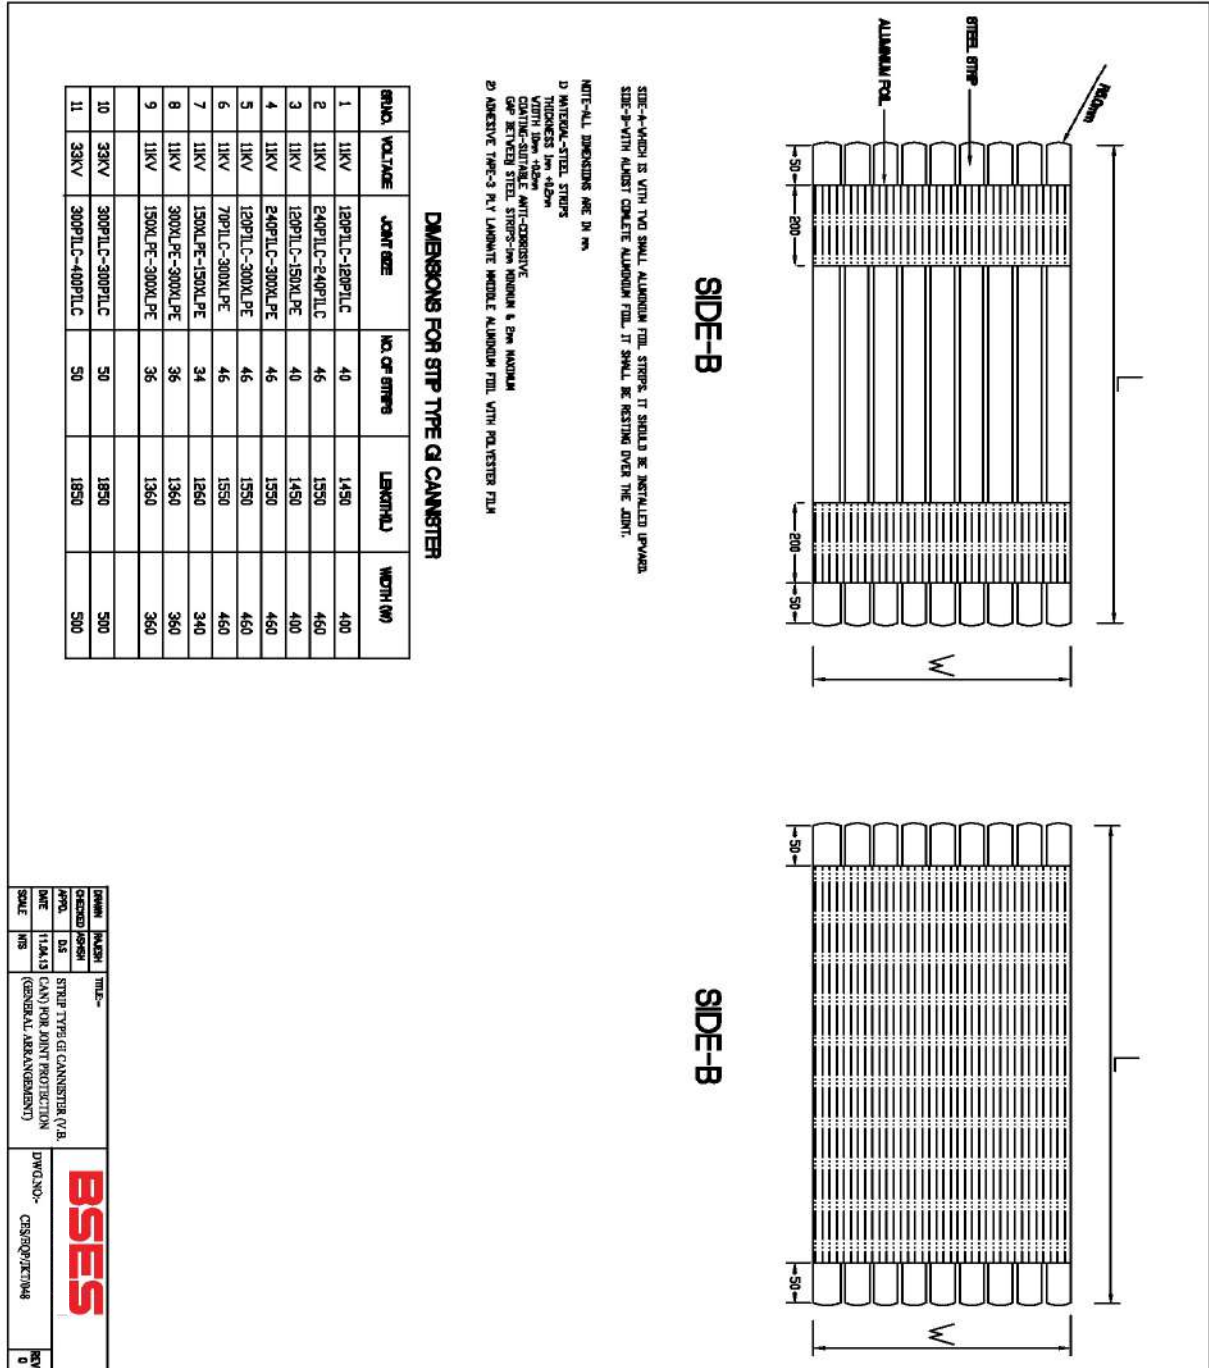 R5.0mm
STEEL STRIP
ALUMINIUM FOIL
50
200
200
50
L
W
SIDE-B
50
50
L
W
SIDE-B
SIDE-A-WHICH IS WITH TWO SMALL ALUMINIUM FOIL STRIPS. IT SHOULD BE INSTALLED UPWARD.
SIDE-B-WITH ALMOST COMLETE ALUMINIUM FOIL. IT SHALL BE RESTING OVER THE JOINT.
NOTE-ALL DIMENSIONS ARE IN mm
1) MATERIAL-STEEL STRIPS
THICKNESS 1mm +0.2mm
WIDTH 10mm +0.2mm
COATING-SUITABLE ANTI-CORROSIVE
GAP BETWEEN STEEL STRIPS-1mm MINIMUM & 2mm MAXIMUM
2) ADHESIVE TAPE-3 PLY LAMINATE MIDDLE ALUMINIUM FOIL WITH POLYESTER FILM
DIMENSIONS FOR STIP TYPE GI CANNISTER
SR.NO. VOLTAGE JOINT SIZE NO. OF STRIPS LENGTH(L) WIDTH (W)
1 11KV 120PILC-120PILC 40 1450 400
2 11KV 240PILC-240PILC 46 1550 460
3 11KV 120PILC-150XLPE 40 1450 400
4 11KV 240PILC-300XLPE 46 1550 460
5 11KV 120PILC-300XLPE 46 1550 460
6 11KV 70PILC-300XLPE 46 1550 460
7 11KV 150XLPE-150XLPE 34 1260 340
8 11KV 300XLPE-300XLPE 36 1360 360
9 11KV 150XLPE-300XLPE 36 1360 360
10 33KV 300PILC-300PILC 50 1850 500
11 33KV 300PILC-400PILC 50 1850 500
DRAWN RAJESH
CHECKED ASHISH
APPD. D.S
DATE 11.04.13
SCALE NTS
TITLE:-
STRIP TYPE GI CANNISTER (V.B.
CAN) FOR JOINT PROTECTION
(GENERAL ARRANGEMENT)
BSES
DWG.NO:- CES/EQP/JKT/048
REV
0